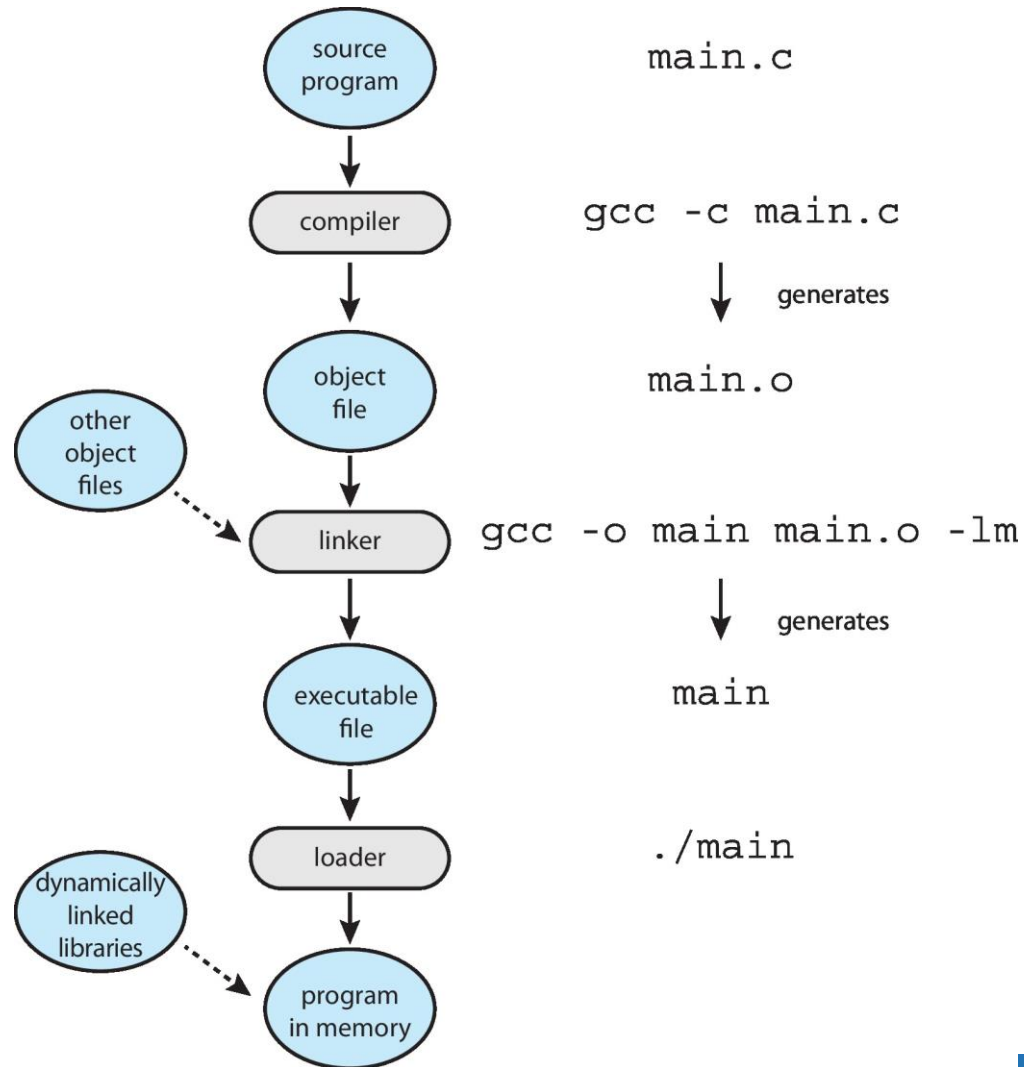 source
program
main.c
compiler
gcc -c main.c
generates
object
file
main.o
other
object
files
linker
gcc -o main main.o -lm
generates
executable
file
main
loader
./main
dynamically
linked
libraries
program
in memory